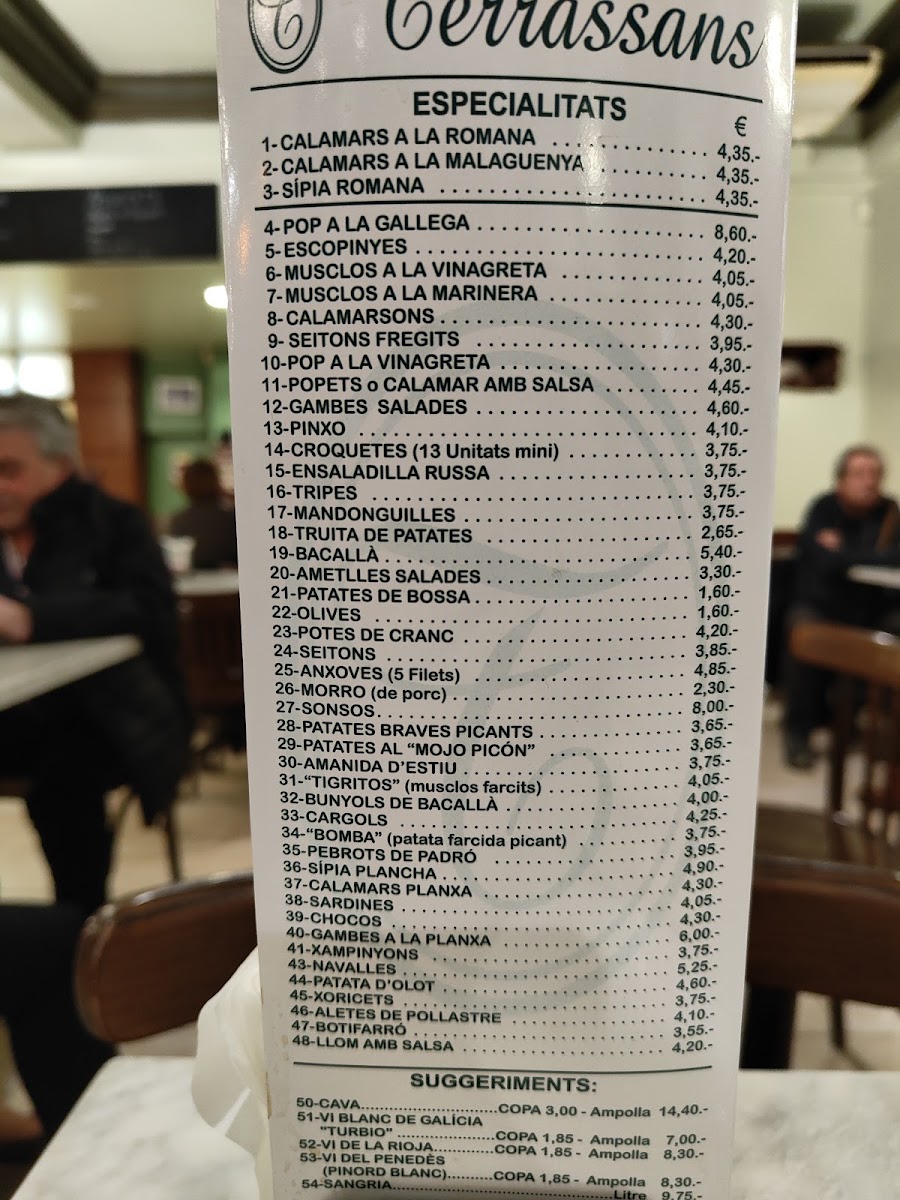 Terrassans
ESPECIALITATS
€
1-CALAMARS A LA ROMANA 4,35.-
2-CALAMARS A LA MALAGUENYA 4,35.-
3-SÍPIA ROMANA 4,35.-
4-POP A LA GALLEGA 8,60.-
5-ESCOPINYES 4,20.-
6-MUSCLOS A LA VINAGRETA 4,05.-
7-MUSCLOS A LA MARINERA 4,05.-
8-CALAMARSONS 4,30.-
9- SEITONS FREGITS 3,95.-
10-POP A LA VINAGRETA 4,30.-
11-POPETS o CALAMAR AMB SALSA 4,45.-
12-GAMBES SALADES 4,60.-
13-PINXO 4,10.-
14-CROQUETES (13 Unitats mini) 3,75.-
15-ENSALADILLA RUSSA 3,75.-
16-TRIPES 3,75.-
17-MANDONGUILLES 3,75.-
18-TRUITA DE PATATES 2,65.-
19-BACALLÀ 5,40.-
20-AMETLLES SALADES 3,30.-
21-PATATES DE BOSSA 1,60.-
22-OLIVES 1,60.-
23-POTES DE CRANC 4,20.-
24-SEITONS 3,85.-
25-ANXOVES (5 Filets) 4,85.-
26-MORRO (de porc) 2,30.-
27-SONSOS 8,00.-
28-PATATES BRAVES PICANTS 3,65.-
29-PATATES AL “MOJO PICÓN” 3,65.-
30-AMANIDA D’ESTIU 3,75.-
31-“TIGRITOS” (musclos farcits) 4,05.-
32-BUNYOLS DE BACALLÀ 4,00.-
33-CARGOLS 4,25.-
34-“BOMBA” (patata farcida picant) 3,75.-
35-PEBROTS DE PADRÓ 3,95.-
36-SÍPIA PLANCHA 4,90.-
37-CALAMARS PLANXA 4,30.-
38-SARDINES 4,05.-
39-CHOCOS 4,30.-
40-GAMBES A LA PLANXA 6,00.-
41-XAMPINYONS 3,75.-
43-NAVALLES 5,25.-
44-PATATA D’OLOT 4,60.-
45-XORICETS 3,75.-
46-ALETES DE POLLASTRE 4,10.-
47-BOTIFARRÓ 3,55.-
48-LLOM AMB SALSA 4,20.-
SUGGERIMENTS:
50-CAVA COPA 3,00 - Ampolla 14,40.-
51-VI BLANC DE GALÍCIA
"TURBIO" COPA 1,85 - Ampolla 7,00.-
52-VI DE LA RIOJA COPA 1,85 - Ampolla 8,30.-
53-VI DEL PENEDÈS
(PINORD BLANC) COPA 1,85 - Ampolla 8,30.-
54-SANGRIA Litre 9,75.-